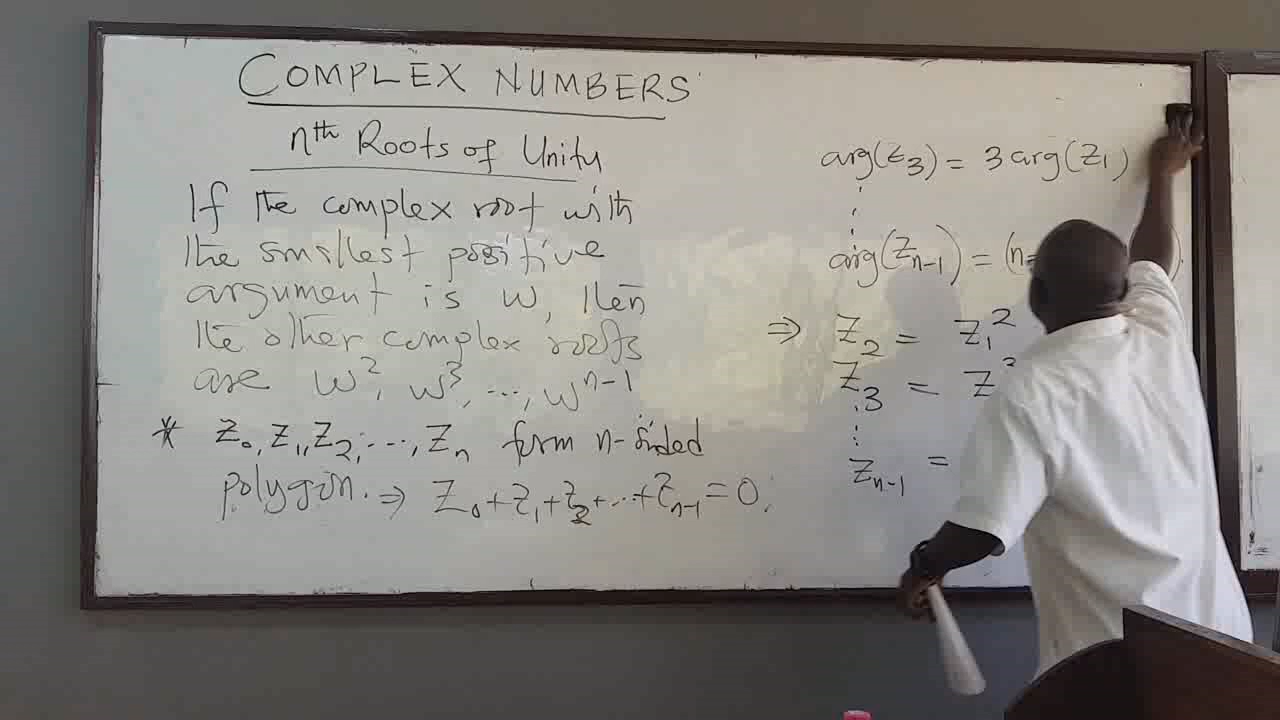 COMPLEX NUMBERS
nth Roots of Unity
If the complex root with
the smallest positive
argument is w, then
the other complex roots
are w², w³, ..., wⁿ⁻¹
* Z₀, Z₁, Z₂, ..., Zₙ form n-sided
polygon. ⇒ Z₀+Z₁+Z₂+...+Zₙ₋₁=0.
arg(Z₃) = 3 arg(Z₁)
⋮
arg(Zₙ₋₁) = (n-
⇒ Z₂ = Z₁²
Z₃ = Z
⋮
Zₙ₋₁ =